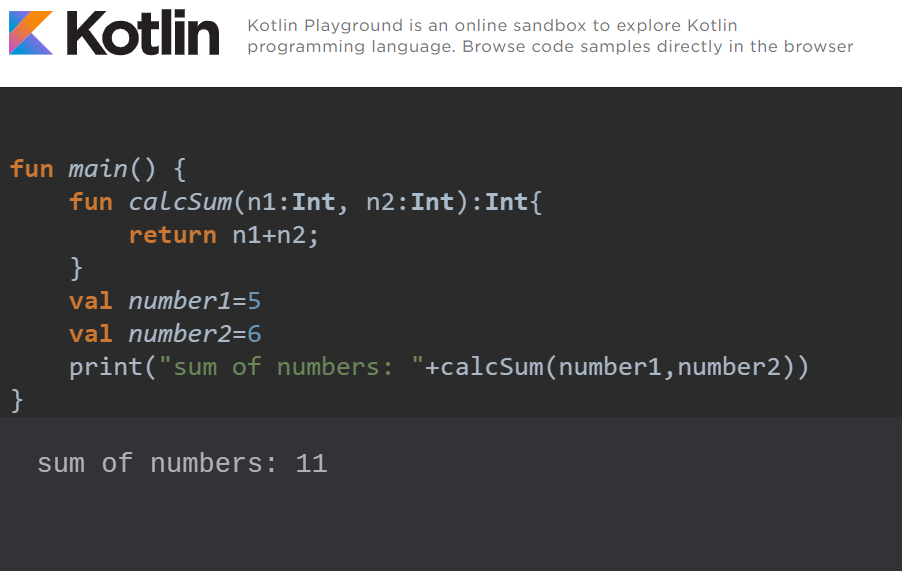 Kotlin
Kotlin Playground is an online sandbox to explore Kotlin
programming language. Browse code samples directly in the browser
fun main() {
    fun calcSum(n1:Int, n2:Int):Int{
        return n1+n2;
    }
    val number1=5
    val number2=6
    print("sum of numbers: "+calcSum(number1,number2))
}
sum of numbers: 11